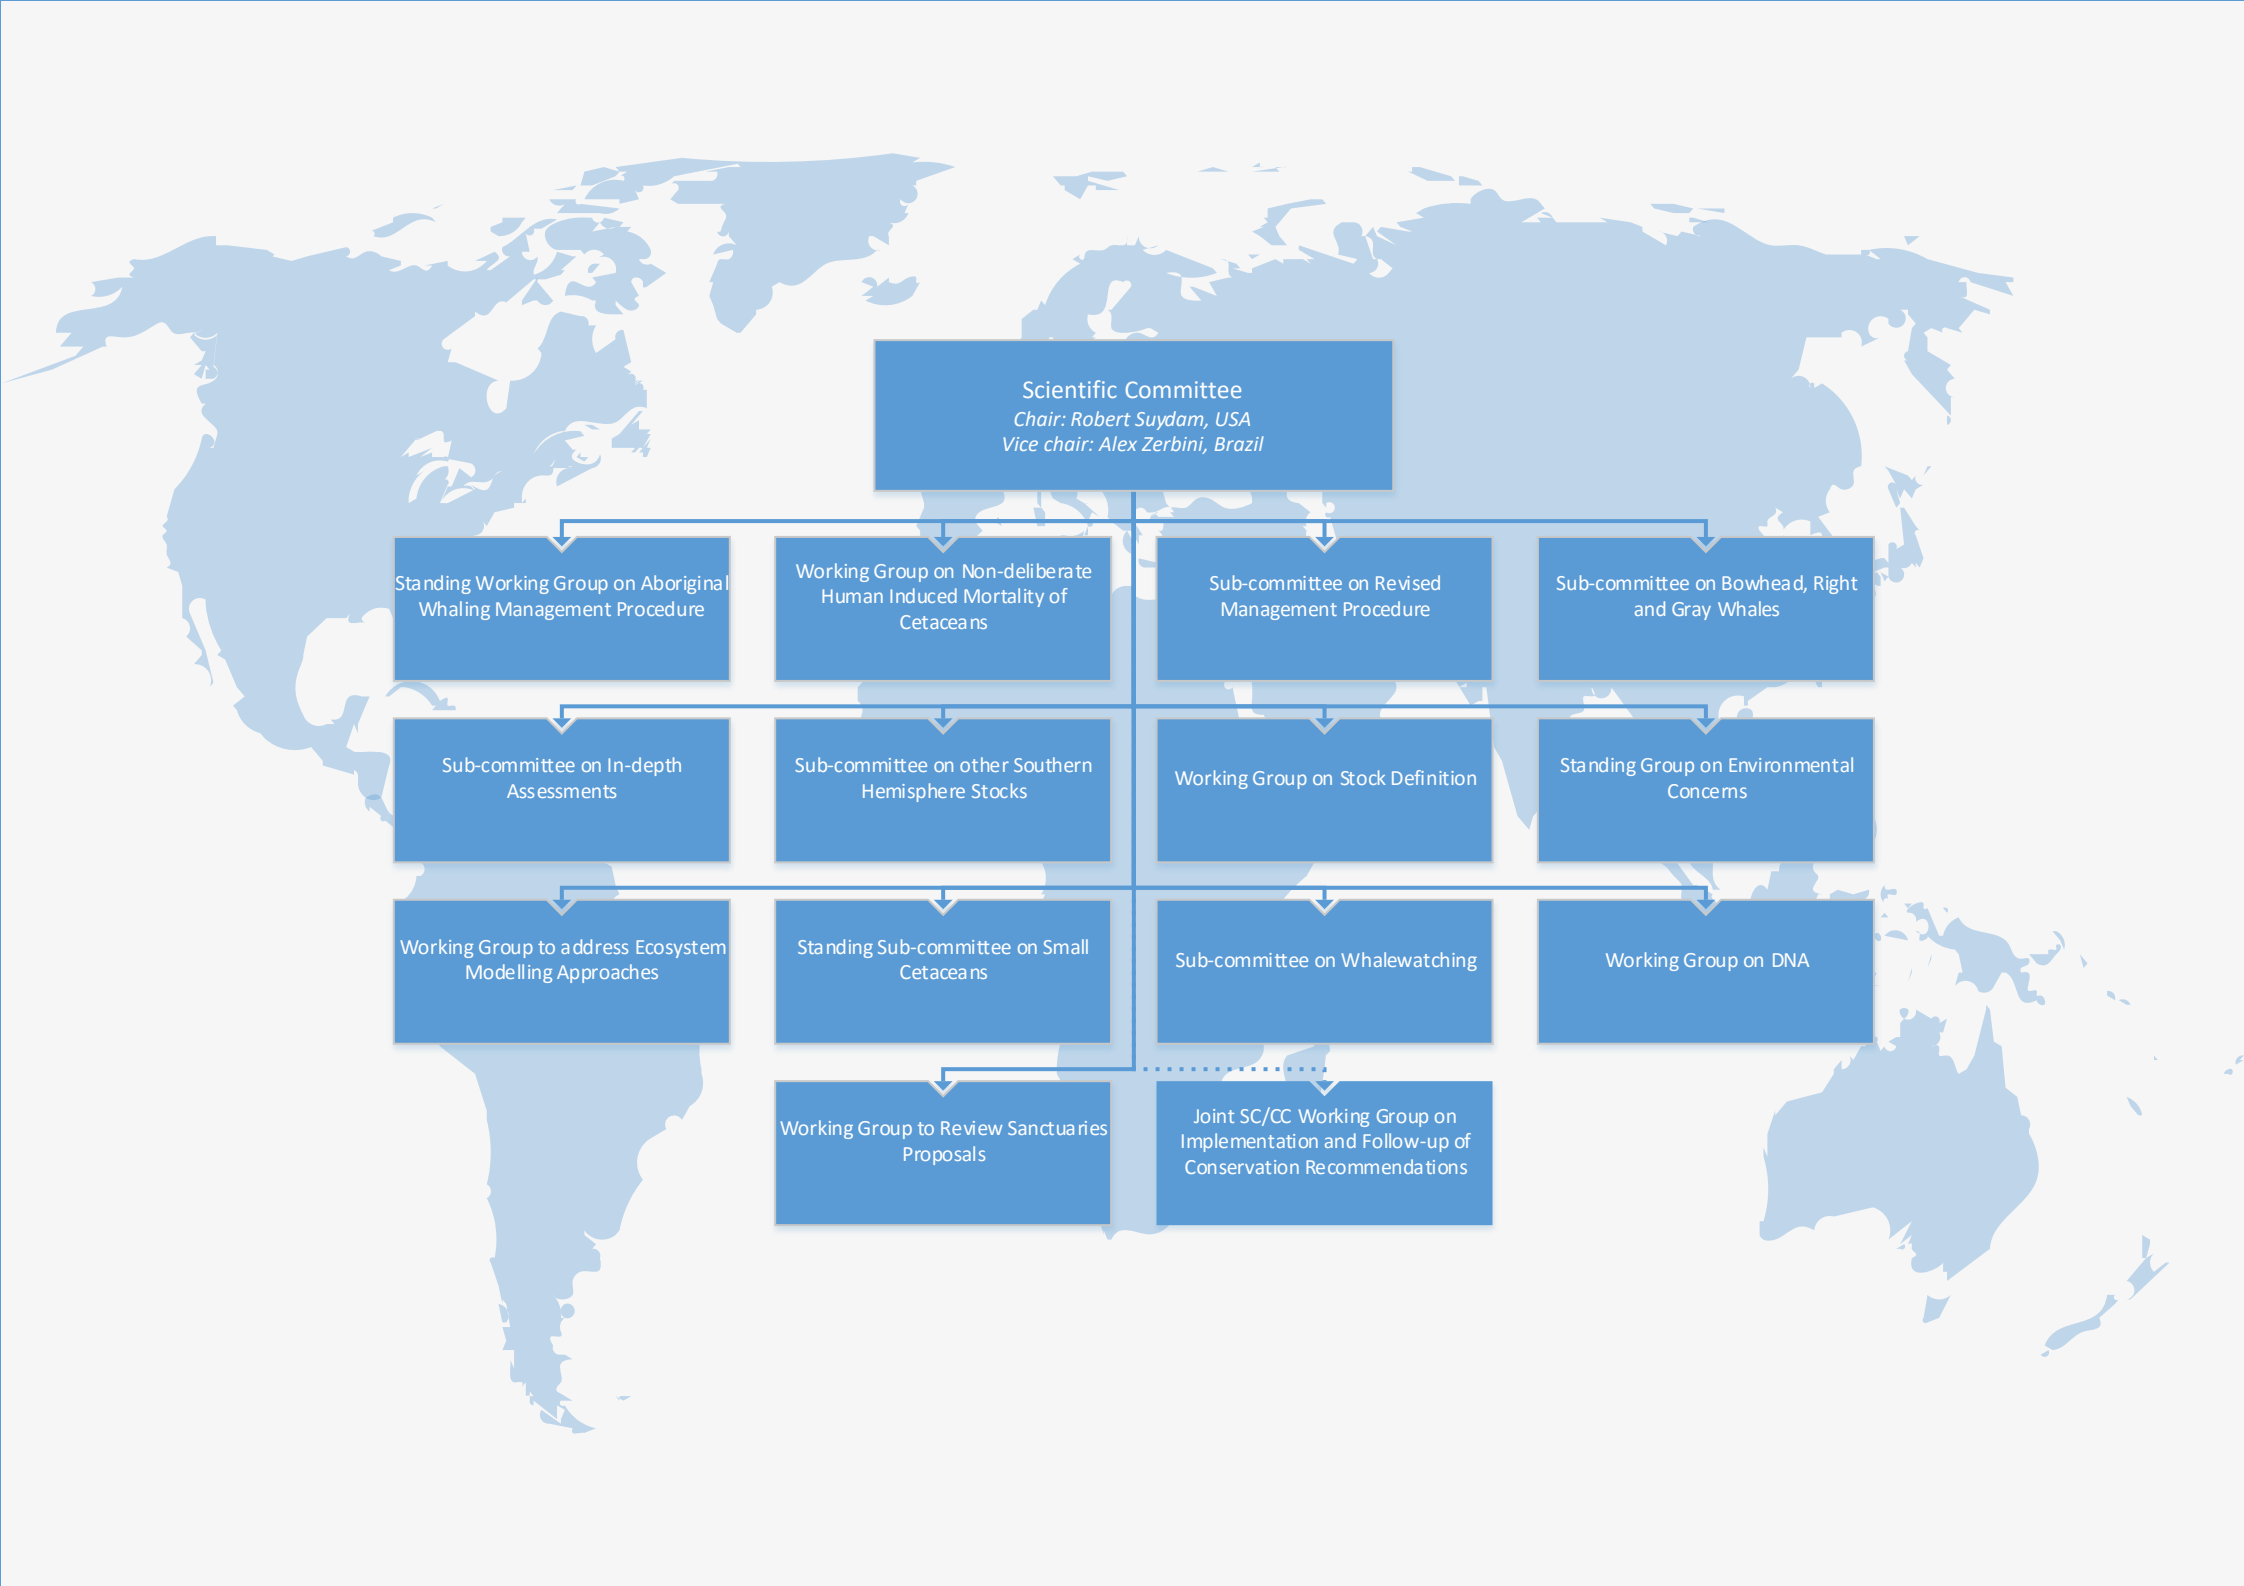 Scientific Committee
Chair: Robert Suydam, USA
Vice chair: Alex Zerbini, Brazil
Standing Working Group on Aboriginal
Whaling Management Procedure
Working Group on Non-deliberate
Human Induced Mortality of
Cetaceans
Sub-committee on Revised
Management Procedure
Sub-committee on Bowhead, Right
and Gray Whales
Sub-committee on In-depth
Assessments
Sub-committee on other Southern
Hemisphere Stocks
Working Group on Stock Definition
Standing Group on Environmental
Concerns
Working Group to address Ecosystem
Modelling Approaches
Standing Sub-committee on Small
Cetaceans
Sub-committee on Whalewatching
Working Group on DNA
Working Group to Review Sanctuaries
Proposals
Joint SC/CC Working Group on
Implementation and Follow-up of
Conservation Recommendations